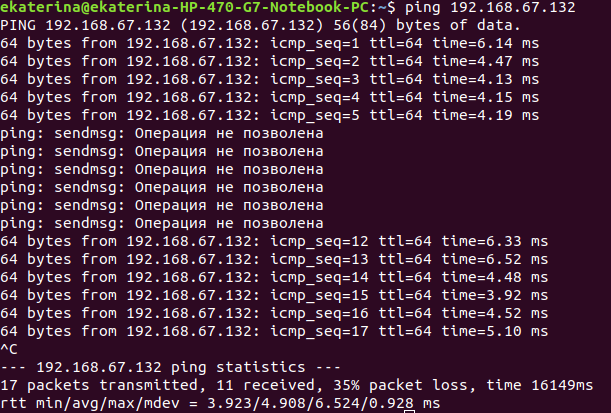 ekaterina@ekaterina-HP-470-G7-Notebook-PC:~$ ping 192.168.67.132
PING 192.168.67.132 (192.168.67.132) 56(84) bytes of data.
64 bytes from 192.168.67.132: icmp_seq=1 ttl=64 time=6.14 ms
64 bytes from 192.168.67.132: icmp_seq=2 ttl=64 time=4.47 ms
64 bytes from 192.168.67.132: icmp_seq=3 ttl=64 time=4.13 ms
64 bytes from 192.168.67.132: icmp_seq=4 ttl=64 time=4.15 ms
64 bytes from 192.168.67.132: icmp_seq=5 ttl=64 time=4.19 ms
ping: sendmsg: Операция не позволена
ping: sendmsg: Операция не позволена
ping: sendmsg: Операция не позволена
ping: sendmsg: Операция не позволена
ping: sendmsg: Операция не позволена
ping: sendmsg: Операция не позволена
64 bytes from 192.168.67.132: icmp_seq=12 ttl=64 time=6.33 ms
64 bytes from 192.168.67.132: icmp_seq=13 ttl=64 time=6.52 ms
64 bytes from 192.168.67.132: icmp_seq=14 ttl=64 time=4.48 ms
64 bytes from 192.168.67.132: icmp_seq=15 ttl=64 time=3.92 ms
64 bytes from 192.168.67.132: icmp_seq=16 ttl=64 time=4.52 ms
64 bytes from 192.168.67.132: icmp_seq=17 ttl=64 time=5.10 ms
^C
--- 192.168.67.132 ping statistics ---
17 packets transmitted, 11 received, 35% packet loss, time 16149ms
rtt min/avg/max/mdev = 3.923/4.908/6.524/0.928 ms